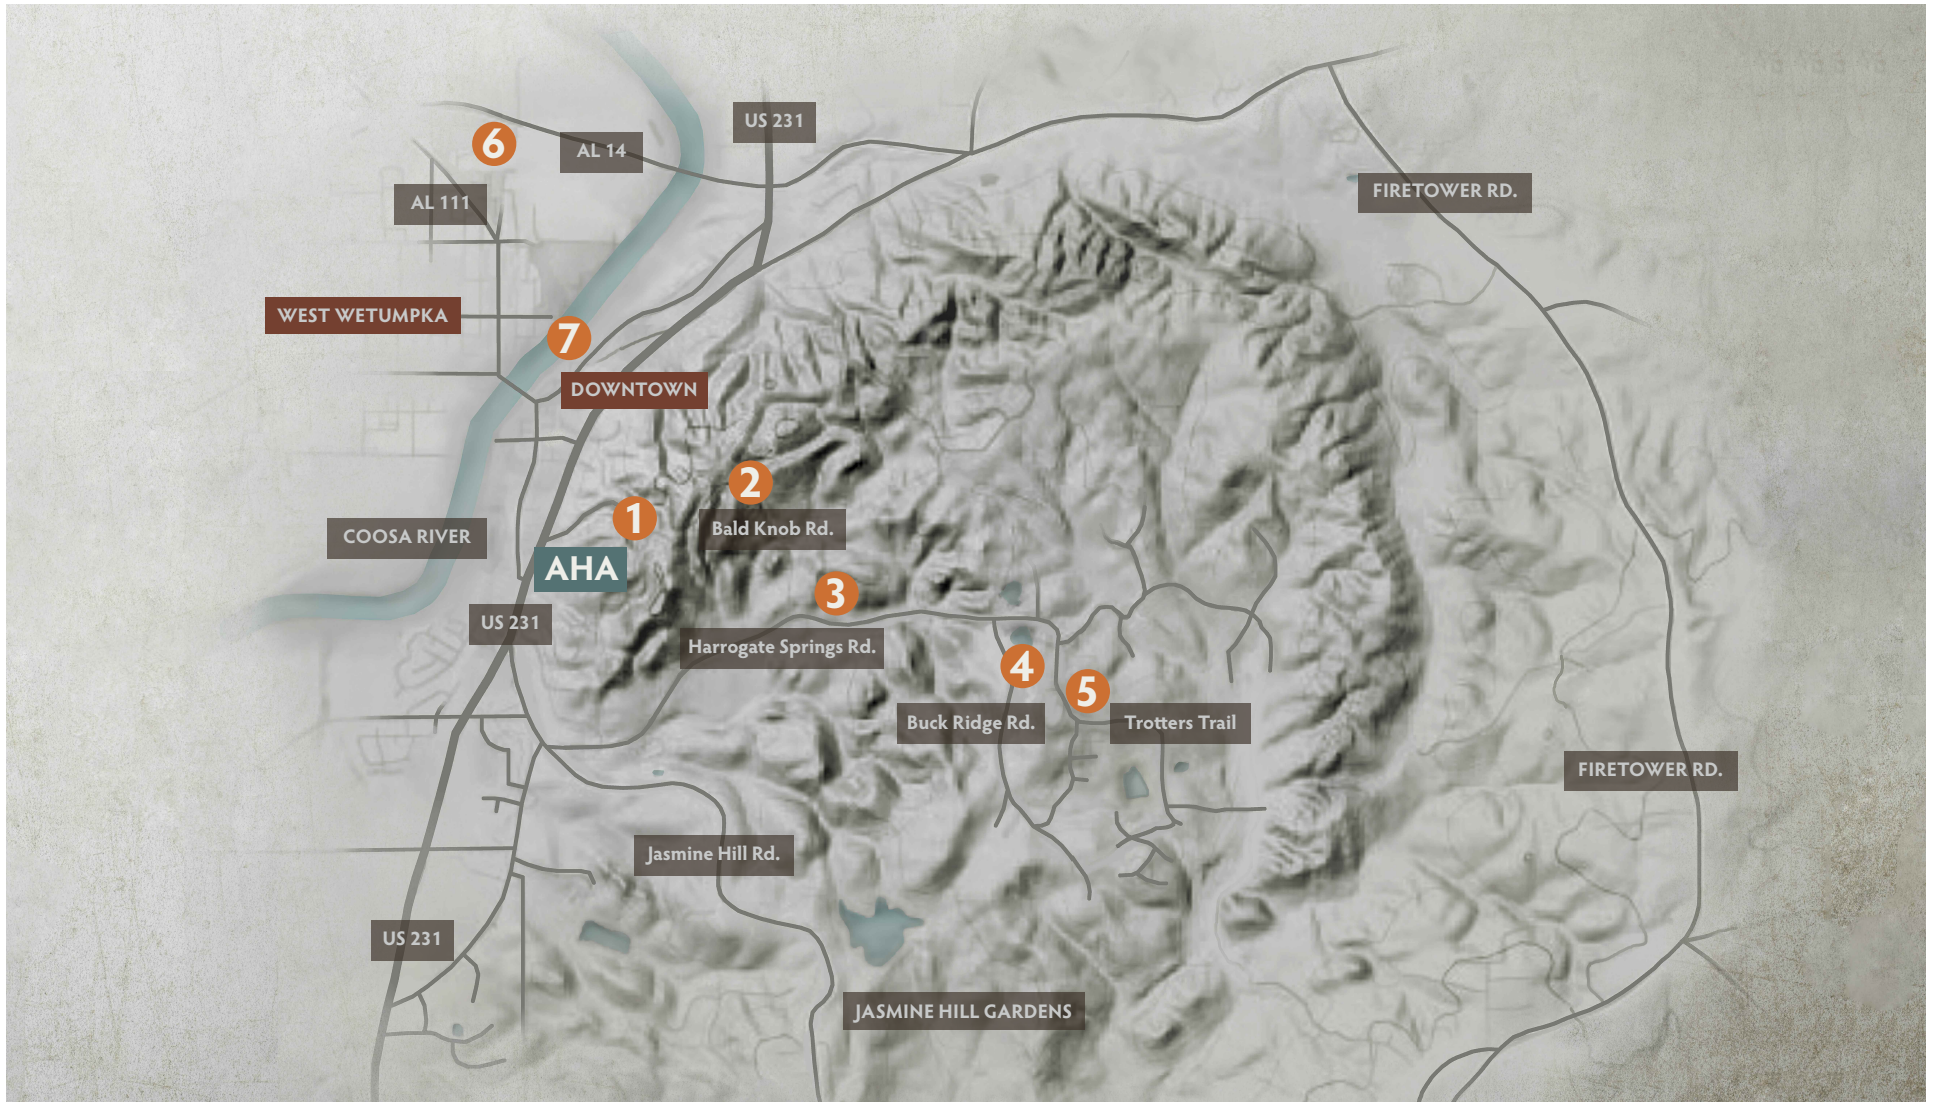 US 231
6
AL 14
FIRETOWER RD.
AL 111
WEST WETUMPKA
7
DOWNTOWN
2
1
Bald Knob Rd.
COOSA RIVER
AHA
3
US 231
Harrogate Springs Rd.
4
5
Buck Ridge Rd.
Trotters Trail
FIRETOWER RD.
Jasmine Hill Rd.
US 231
JASMINE HILL GARDENS